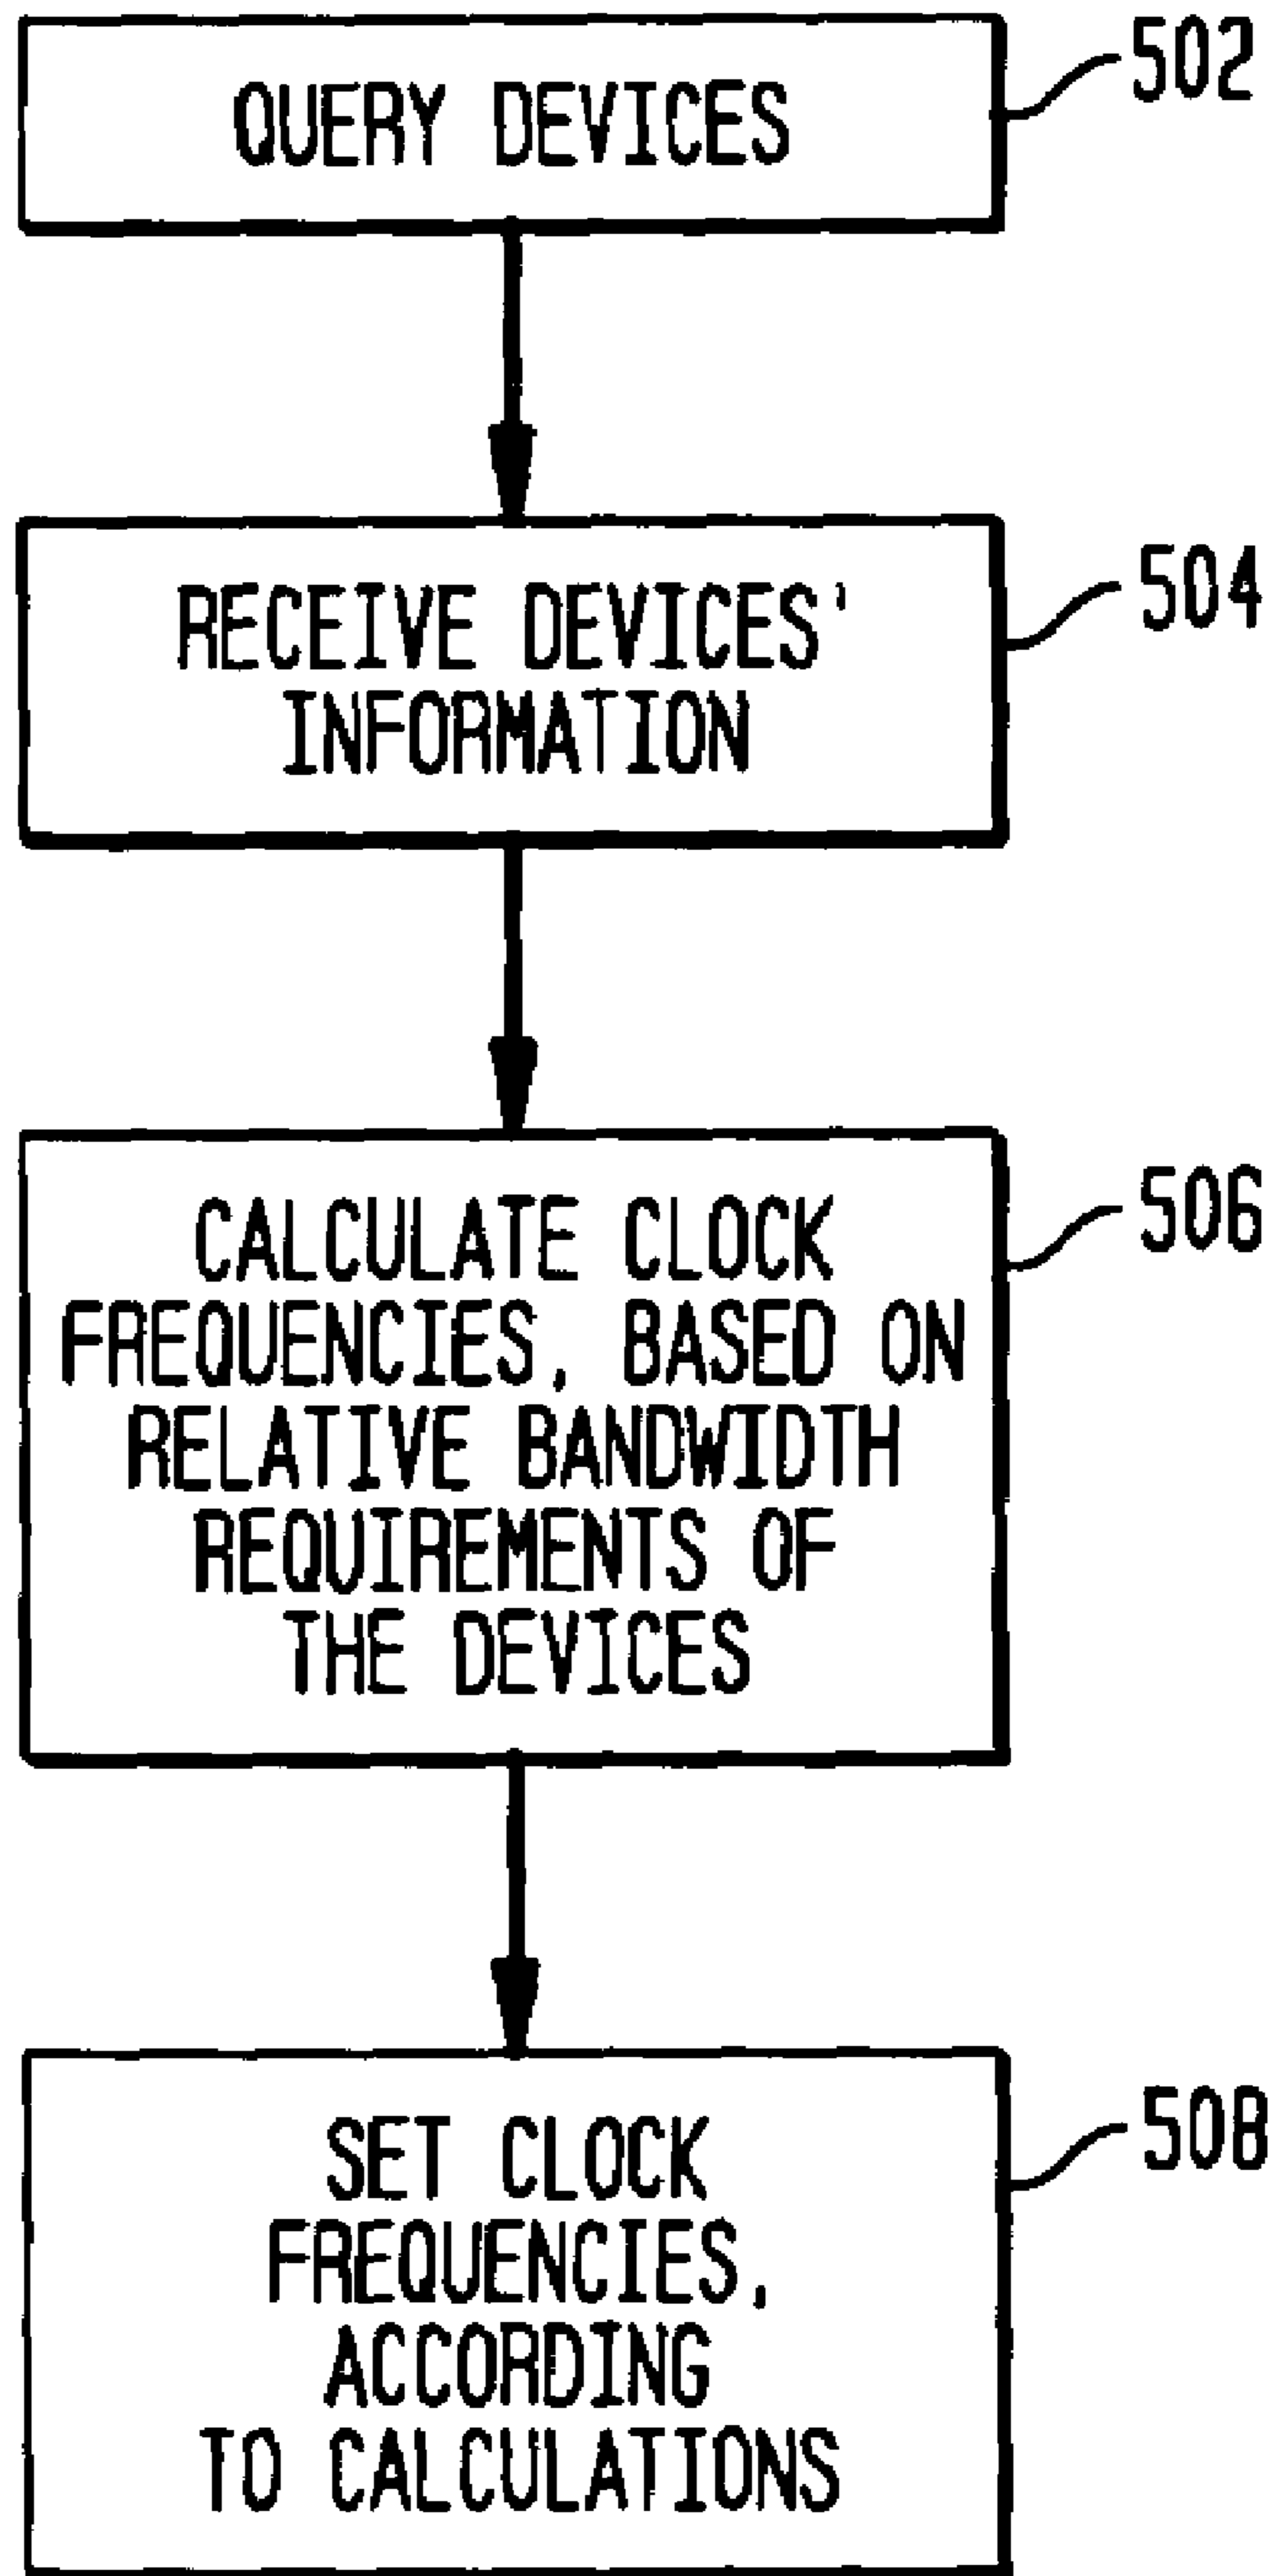 QUERY DEVICES
502
RECEIVE DEVICES'
INFORMATION
504
CALCULATE CLOCK
FREQUENCIES, BASED ON
RELATIVE BANDWIDTH
REQUIREMENTS OF
THE DEVICES
506
SET CLOCK
FREQUENCIES,
ACCORDING
TO CALCULATIONS
508